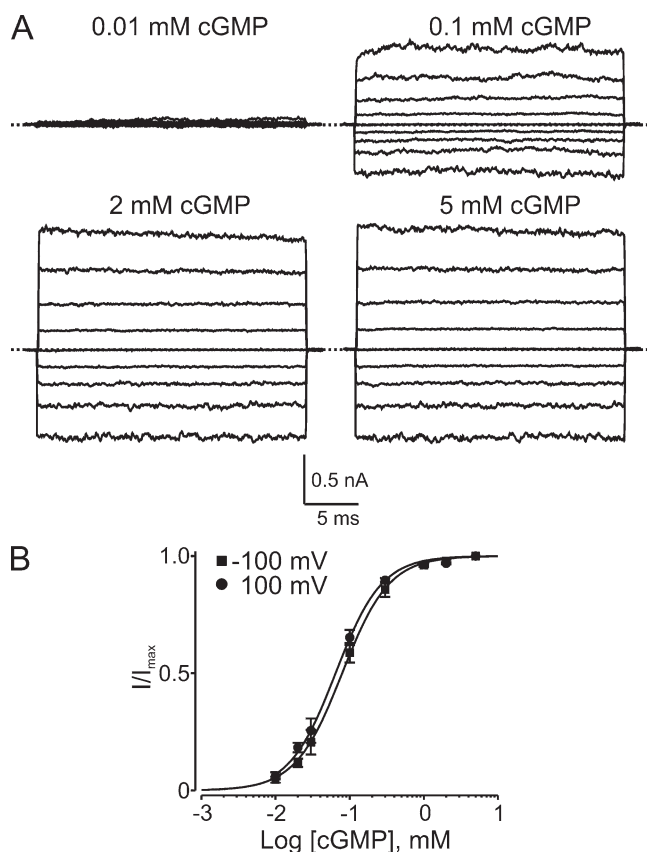 A
0.01 mM cGMP
0.1 mM cGMP
2 mM cGMP
5 mM cGMP
0.5 nA
5 ms
B
-100 mV
100 mV
1.0
0.5
0
I/Imax
-3 -2 -1 0 1
Log [cGMP], mM